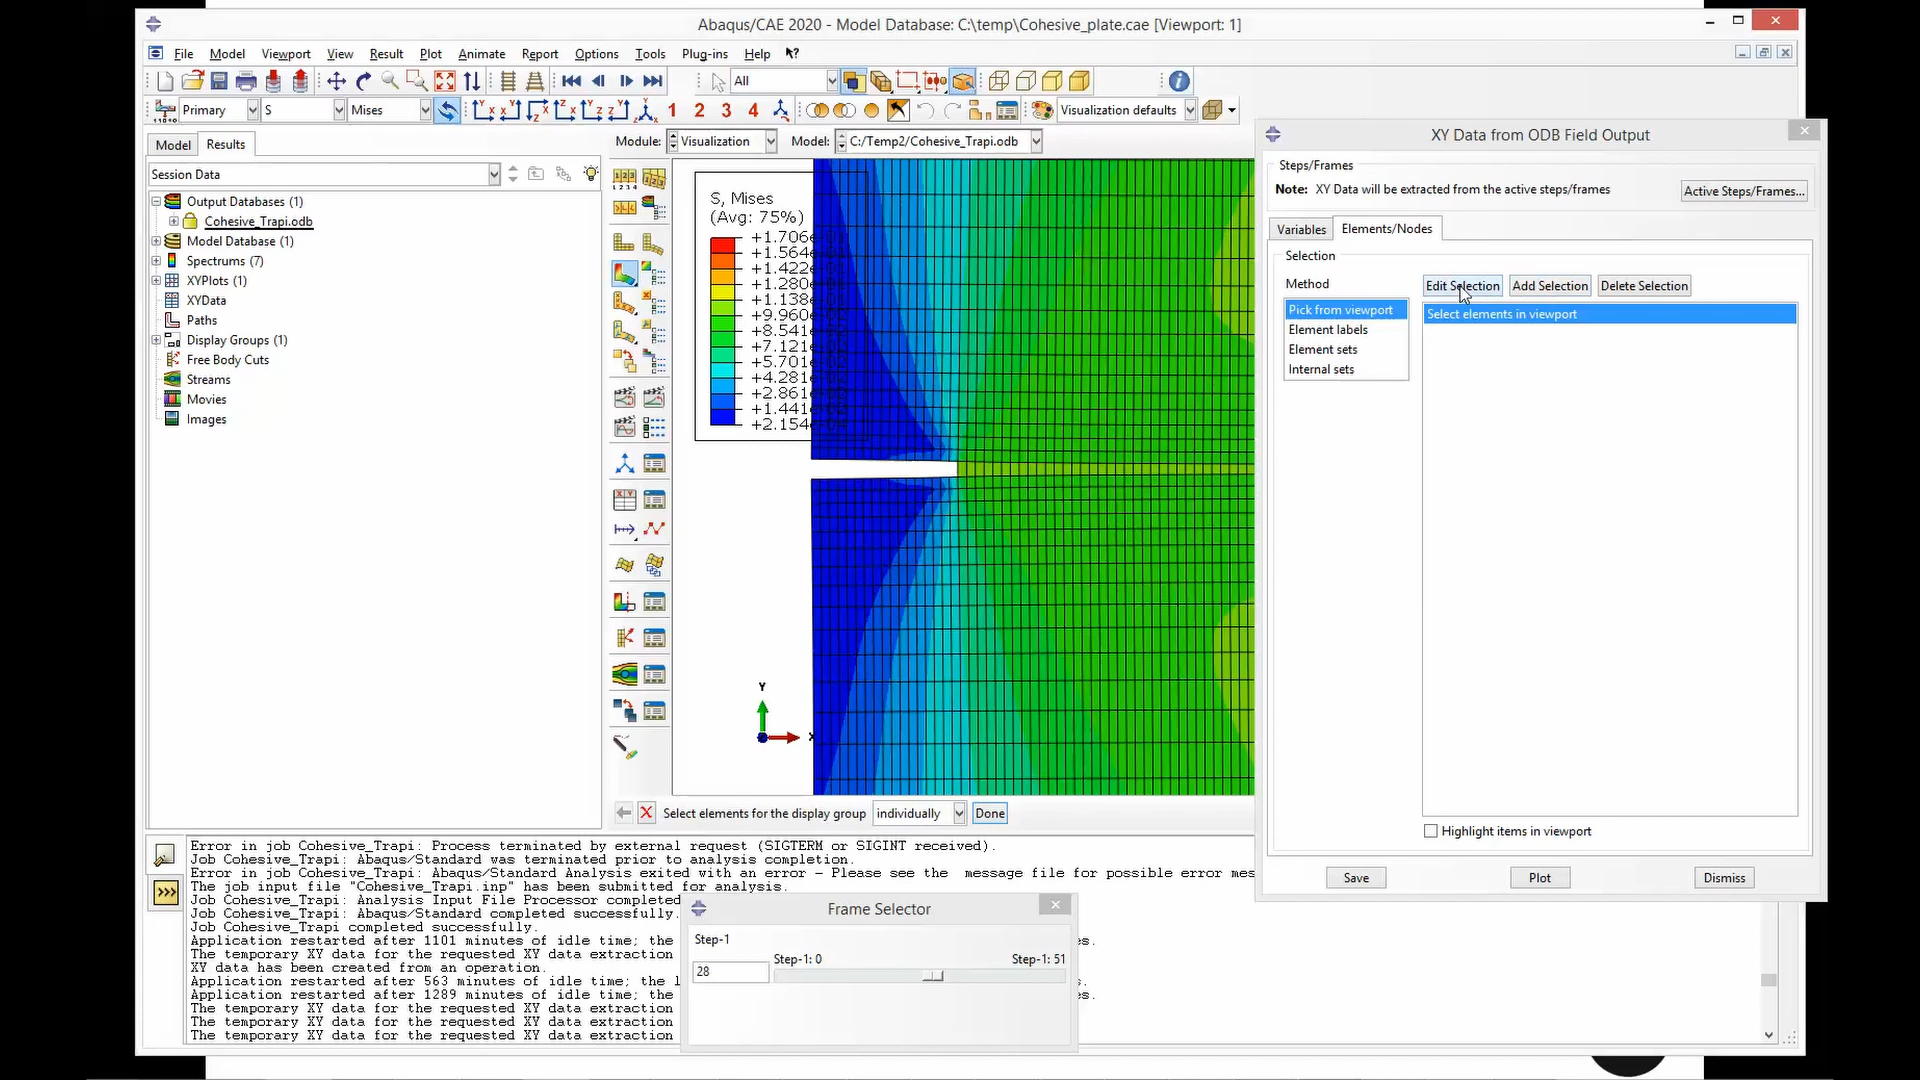 Abaqus/CAE 2020 - Model Database: C:\temp\Cohesive_plate.cae [Viewport: 1]
File Model Viewport View Result Plot Animate Report Options Tools Plug-ins Help
All
Primary S Mises 1 2 3 4 Visualization defaults
Model Results
Module: Visualization Model: C:/Temp2/Cohesive_Trapi.odb
Session Data
Output Databases (1)
Cohesive_Trapi.odb
Model Database (1)
Spectrums (7)
XYPlots (1)
XYData
Paths
Display Groups (1)
Free Body Cuts
Streams
Movies
Images
S, Mises
(Avg: 75%)
+1.706e
+1.564e
+1.422e
+1.280e
+1.138e
+9.960e
+8.541e
+7.121e
+5.701e
+4.281e
+2.861e
+1.441e
+2.154e
Y
X
Select elements for the display group individually Done
XY Data from ODB Field Output
Steps/Frames
Note: XY Data will be extracted from the active steps/frames Active Steps/Frames...
Variables Elements/Nodes
Selection
Method Edit Selection Add Selection Delete Selection
Pick from viewport
Element labels
Element sets
Internal sets
Select elements in viewport
Highlight items in viewport
Save Plot Dismiss
Error in job Cohesive_Trapi: Process terminated by external request (SIGTERM or SIGINT received).
Job Cohesive_Trapi: Abaqus/Standard was terminated prior to analysis completion.
Error in job Cohesive_Trapi: Abaqus/Standard Analysis exited with an error - Please see the message file for possible error mes
The job input file "Cohesive_Trapi.inp" has been submitted for analysis.
Job Cohesive_Trapi: Analysis Input File Processor completed
Job Cohesive_Trapi: Abaqus/Standard completed successfully.
Job Cohesive_Trapi completed successfully.
Application restarted after 1101 minutes of idle time; the
The temporary XY data for the requested XY data extraction
XY data has been created from an operation.
Application restarted after 563 minutes of idle time; the l
Application restarted after 1289 minutes of idle time; the
The temporary XY data for the requested XY data extraction
The temporary XY data for the requested XY data extraction
The temporary XY data for the requested XY data extraction
Frame Selector
Step-1
Step-1: 0 Step-1: 51
28